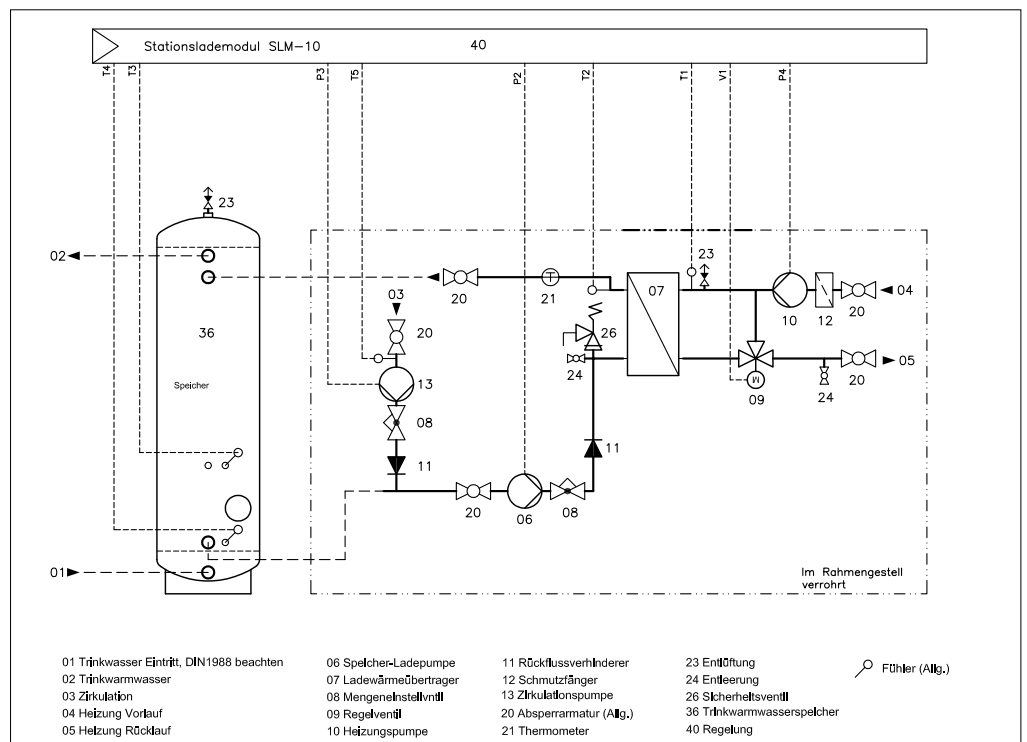 Stationslademodul SLM-10 40
T4 T3 P3 T5 P2 T2 T1 V1 P4
23
02
36
Speicher
01
03
20
20
21
26
24
07
23
10
12
20
04
05
09
24
20
13
08
11
20
06
08
11
T
M
Im Rahmengestell
verrohrt
01 Trinkwasser Eintritt, DIN1988 beachten
02 Trinkwarmwasser
03 Zirkulation
04 Heizung Vorlauf
05 Heizung Rücklauf
06 Speicher-Ladepumpe
07 Ladewärmeübertrager
08 Mengeneinstellvntil
09 Regelventil
10 Heizungspumpe
11 Rückflussverhinderer
12 Schmutzfänger
13 Zirkulationspumpe
20 Absperrarmatur (Allg.)
21 Thermometer
23 Entlüftung
24 Entleerung
26 Sicherheitsventil
36 Trinkwarmwasserspeicher
40 Regelung
Fühler (Allg.)